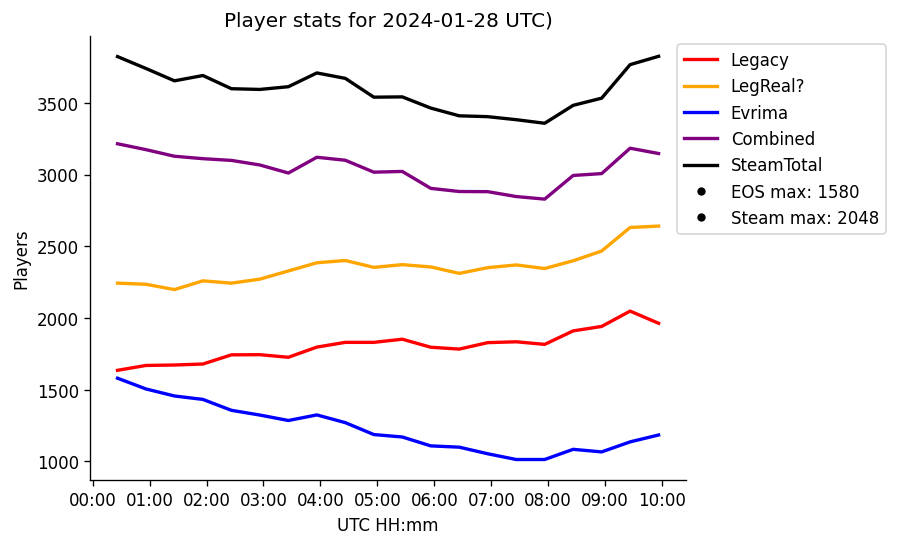 Player stats for 2024-01-28 UTC)
Legacy
LegReal?
Evrima
Combined
SteamTotal
EOS max: 1580
Steam max: 2048
Players
3500
3000
2500
2000
1500
1000
00:00 01:00 02:00 03:00 04:00 05:00 06:00 07:00 08:00 09:00 10:00
UTC HH:mm